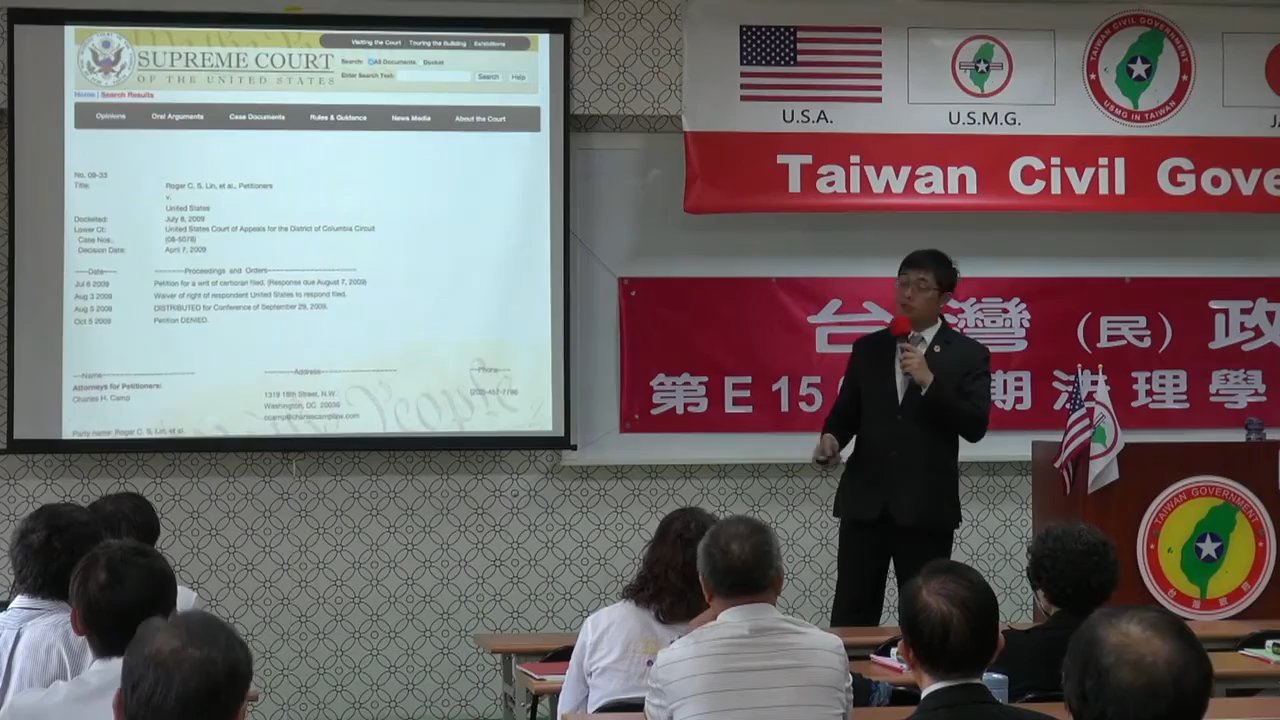 Visiting the Court | Touring the Building | Exhibitions
SUPREME COURT
OF THE UNITED STATES
Search: All Documents Docket
Enter Search Text: Search Help
Home | Search Results
Opinions Oral Arguments Case Documents Rules & Guidance News Media About the Court
No. 09-33
Title: Roger C. S. Lin, et al., Petitioners
v.
United States
Docketed: July 8, 2009
Lower Ct: United States Court of Appeals for the District of Columbia Circuit
Case Nos.: (08-5078)
Decision Date: April 7, 2009
---Date--- -------Proceedings and Orders--------------------
Jul 6 2009 Petition for a writ of certiorari filed. (Response due August 7, 2009)
Aug 3 2009 Waiver of right of respondent United States to respond filed.
Aug 5 2009 DISTRIBUTED for Conference of September 29, 2009.
Oct 5 2009 Petition DENIED.
---Name--- ---Address--- ---Phone---
Attorneys for Petitioners:
Charles H. Camp 1319 18th Street, N.W.
Washington, DC 20036
ccamp@charlescamplaw.com
Party name: Roger C. S. Lin, et al.
U.S.A.
U.S.M.G.
TAIWAN CIVIL GOVERNMENT
USMG IN TAIWAN
JA
Taiwan Civil Gove
台灣(民)政
第E15 期法理學
TAIWAN GOVERNMENT
台灣政府